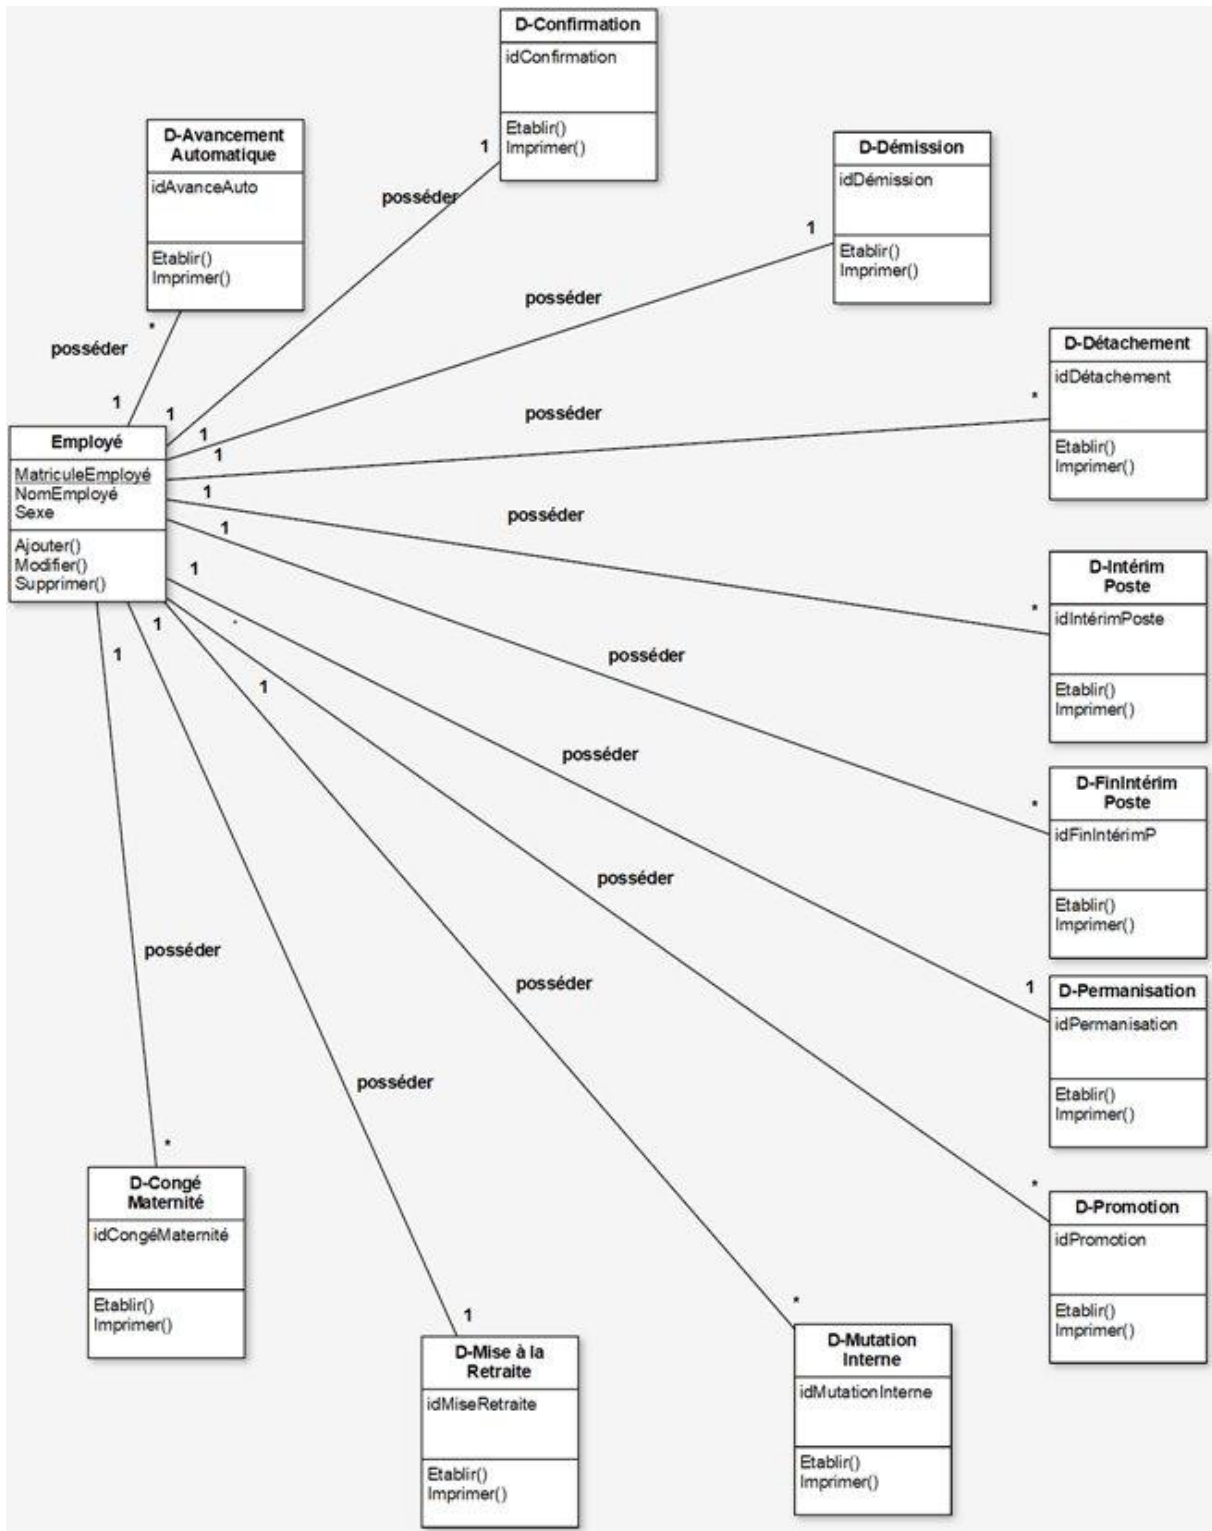 D-Confirmation
idConfirmation
Etablir()
Imprimer()
D-Avancement
Automatique
idAvanceAuto
Etablir()
Imprimer()
D-Démission
idDémission
Etablir()
Imprimer()
1
posséder
1
posséder
*
posséder
1
1
1
1
D-Détachement
idDétachement
Etablir()
Imprimer()
*
posséder
Employé
MatriculeEmployé
NomEmployé
Sexe
Ajouter()
Modifier()
Supprimer()
1
posséder
1
1
1
1
1
*
D-Intérim
Poste
idIntérimPoste
Etablir()
Imprimer()
posséder
posséder
*
D-FinIntérim
Poste
idFinIntérimP
Etablir()
Imprimer()
posséder
posséder
posséder
posséder
1
D-Permanisation
idPermanisation
Etablir()
Imprimer()
*
D-Congé
Maternité
idCongéMaternité
Etablir()
Imprimer()
*
D-Promotion
idPromotion
Etablir()
Imprimer()
1
D-Mise à la
Retraite
idMiseRetraite
Etablir()
Imprimer()
*
D-Mutation
Interne
idMutationInterne
Etablir()
Imprimer()